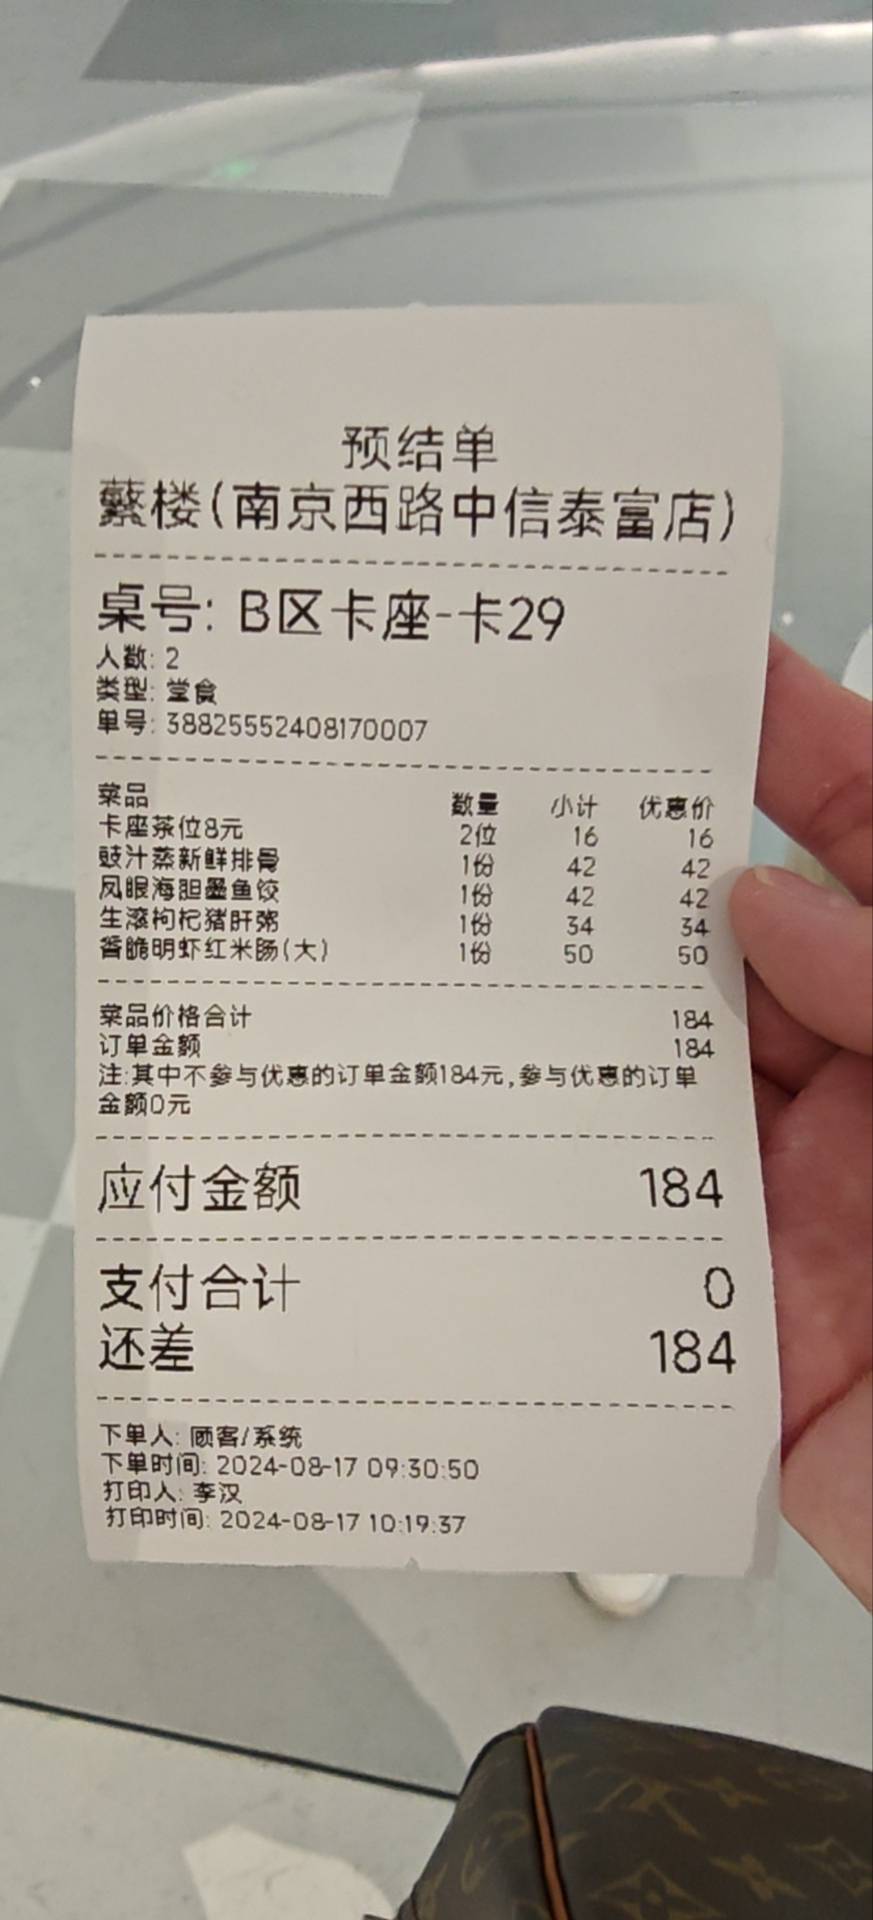 预结单
蘩楼(南京西路中信泰富店)
桌号: B区卡座-卡29
人数: 2
类型: 堂食
单号: 38825552408170007
菜品 数量 小计 优惠价
卡座茶位8元 2位 16 16
豉汁蒸新鲜排骨 1份 42 42
凤眼海胆墨鱼饺 1份 42 42
生滚枸杞猪肝粥 1份 34 34
香脆明虾红米肠(大) 1份 50 50
菜品价格合计 184
订单金额 184
注:其中不参与优惠的订单金额184元,参与优惠的订单
金额0元
应付金额 184
支付合计 0
还差 184
下单人: 顾客/系统
下单时间: 2024-08-17 09:30:50
打印人: 李汉
打印时间: 2024-08-17 10:19:37